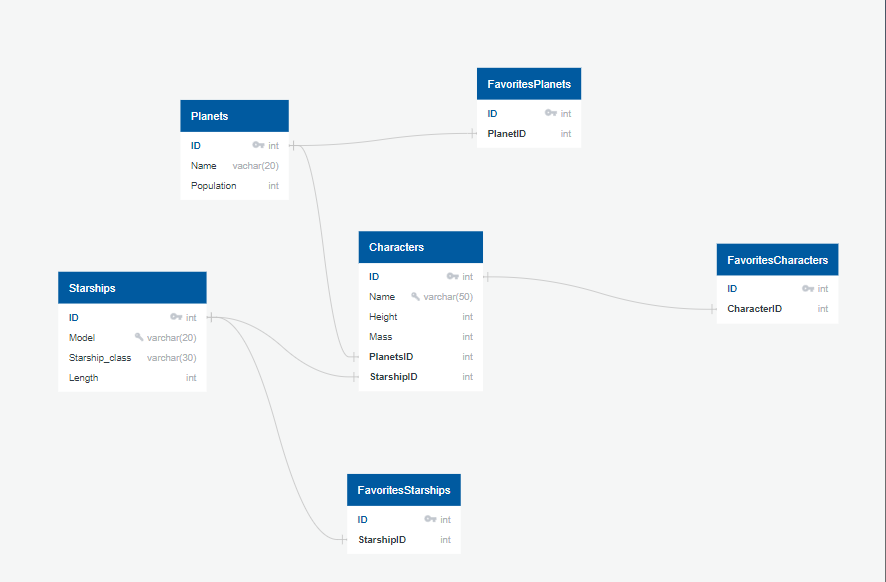 FavoritesPlanets
ID int
PlanetID int
Planets
ID int
Name vachar(20)
Population int
Characters
ID int
Name varchar(50)
Height int
Mass int
PlanetsID int
StarshipID int
FavoritesCharacters
ID int
CharacterID int
Starships
ID int
Model varchar(20)
Starship_class varchar(30)
Length int
FavoritesStarships
ID int
StarshipID int